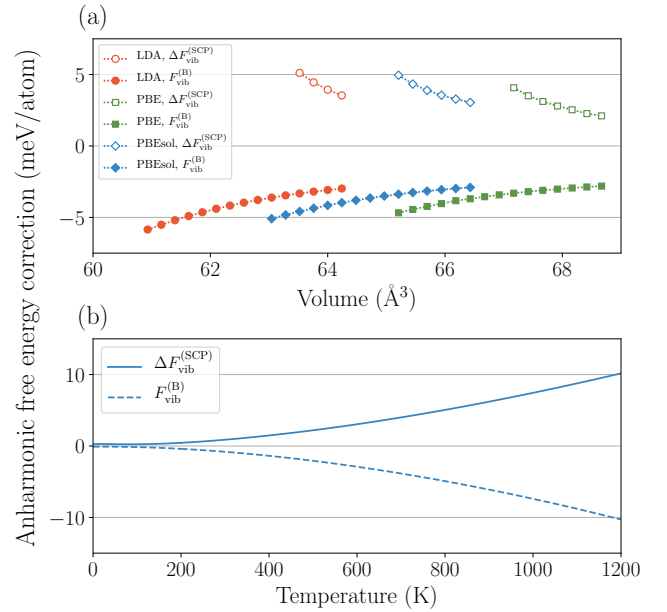 (a)
LDA, ΔF_vib^(SCP)
LDA, F_vib^(B)
PBE, ΔF_vib^(SCP)
PBE, F_vib^(B)
PBEsol, ΔF_vib^(SCP)
PBEsol, F_vib^(B)
5
0
−5
60 62 64 66 68
Volume (Å³)
Anharmonic free energy correction (meV/atom)
(b)
ΔF_vib^(SCP)
F_vib^(B)
10
0
−10
0 200 400 600 800 1000 1200
Temperature (K)